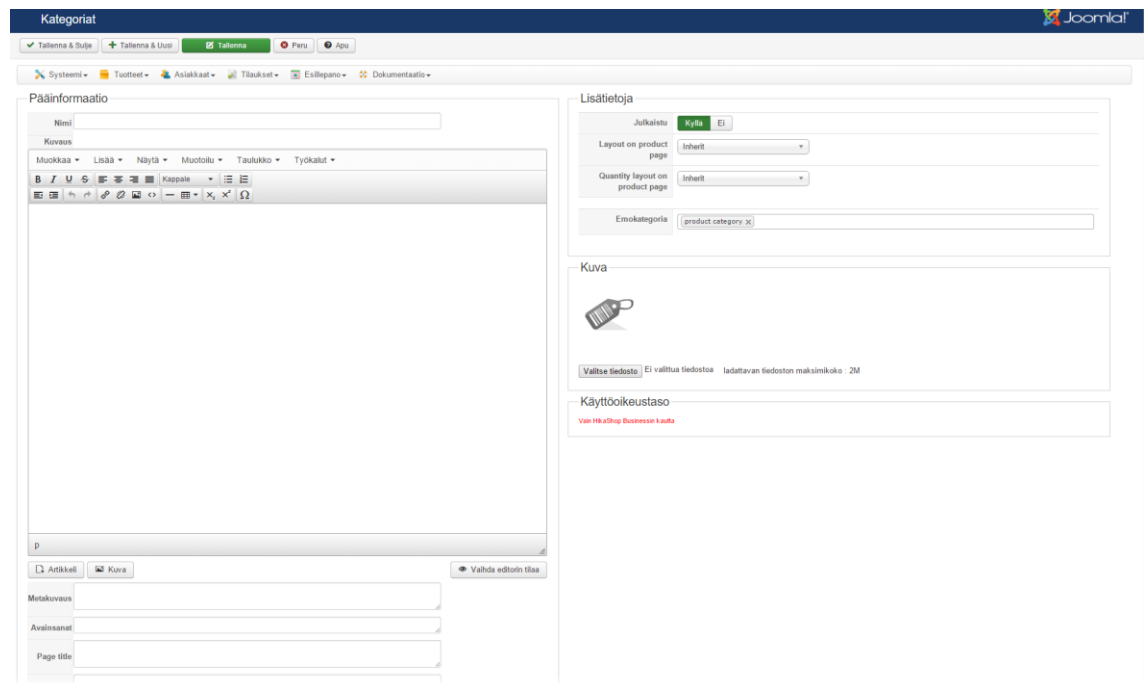 Kategoriat
Joomla!
Tallenna & Sulje Tallenna & Uusi Tallenna Peru Apu
Systeemi Tuotteet Asiakkaat Tilaukset Esillepano Dokumentaatio
Pääinformaatio
Nimi
Kuvaus
Muokkaa Lisää Näytä Muotoilu Taulukko Työkalut
B I U S Kappale
x₂ x² Ω
p
Artikkeli Kuva Vaihda editorin tilaa
Metakuvaus
Avainsanat
Page title
Lisätietoja
Julkaistu Kyllä Ei
Layout on product
page
Inherit
Quantity layout on
product page
Inherit
Emokategoria product category x
Kuva
Valitse tiedosto Ei valittua tiedostoa ladattavan tiedoston maksimikoko : 2M
Käyttöoikeustaso
Vain HikaShop Businessin kautta